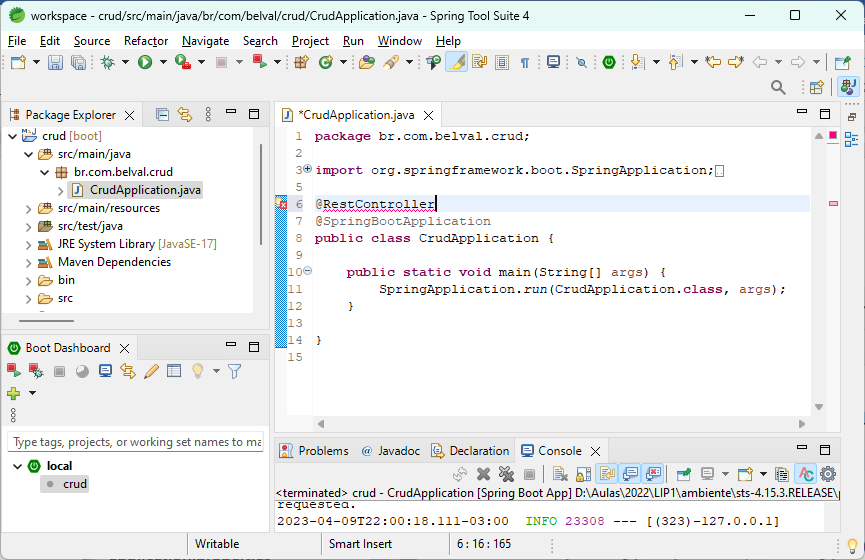 workspace - crud/src/main/java/br/com/belval/crud/CrudApplication.java - Spring Tool Suite 4
File Edit Source Refactor Navigate Search Project Run Window Help
Package Explorer
crud [boot]
src/main/java
br.com.belval.crud
CrudApplication.java
src/main/resources
src/test/java
JRE System Library [JavaSE-17]
Maven Dependencies
bin
src
*CrudApplication.java
1 package br.com.belval.crud;
2
3 import org.springframework.boot.SpringApplication;
5
6 @RestController
7 @SpringBootApplication
8 public class CrudApplication {
9
10 public static void main(String[] args) {
11 SpringApplication.run(CrudApplication.class, args);
12 }
13
14 }
15
Boot Dashboard
Type tags, projects, or working set names to ma
local
crud
Problems @ Javadoc Declaration Console
<terminated> crud - CrudApplication [Spring Boot App] D:\Aulas\2022\LIP1\ambiente\sts-4.15.3.RELEASE\
requested.
2023-04-09T22:00:18.111-03:00 INFO 23308 --- [(323)-127.0.0.1]
Writable Smart Insert 6 : 16 : 165